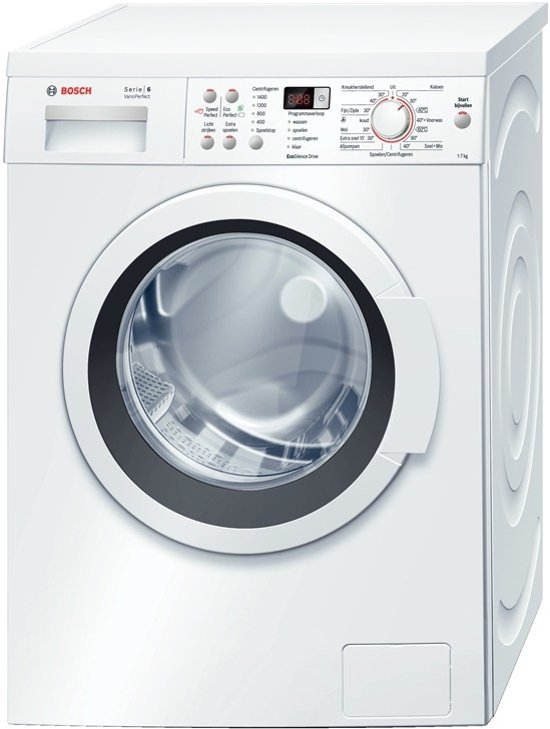 BOSCH
Serie | 6
VarioPerfect
Speed Perfect
Eco Perfect
Licht strijken
Extra spoelen
Centrifugeren
1400
1200
800
400
Spoelstop
Programmaverloop
wassen
spoelen
centrifugeren
klaar
EcoSilence Drive
Kreukherstellend
30°
40°
Fijn/Zijde 30°
koud
Wol 30°
Extra snel 15' 30°
Afpompen
Spoelen/Centrifugeren
Uit
Katoen
20°
30°
40°
40°+ Voorwas
60°
90°
40° Snel+Mix
Start
bijvullen
1-7 kg